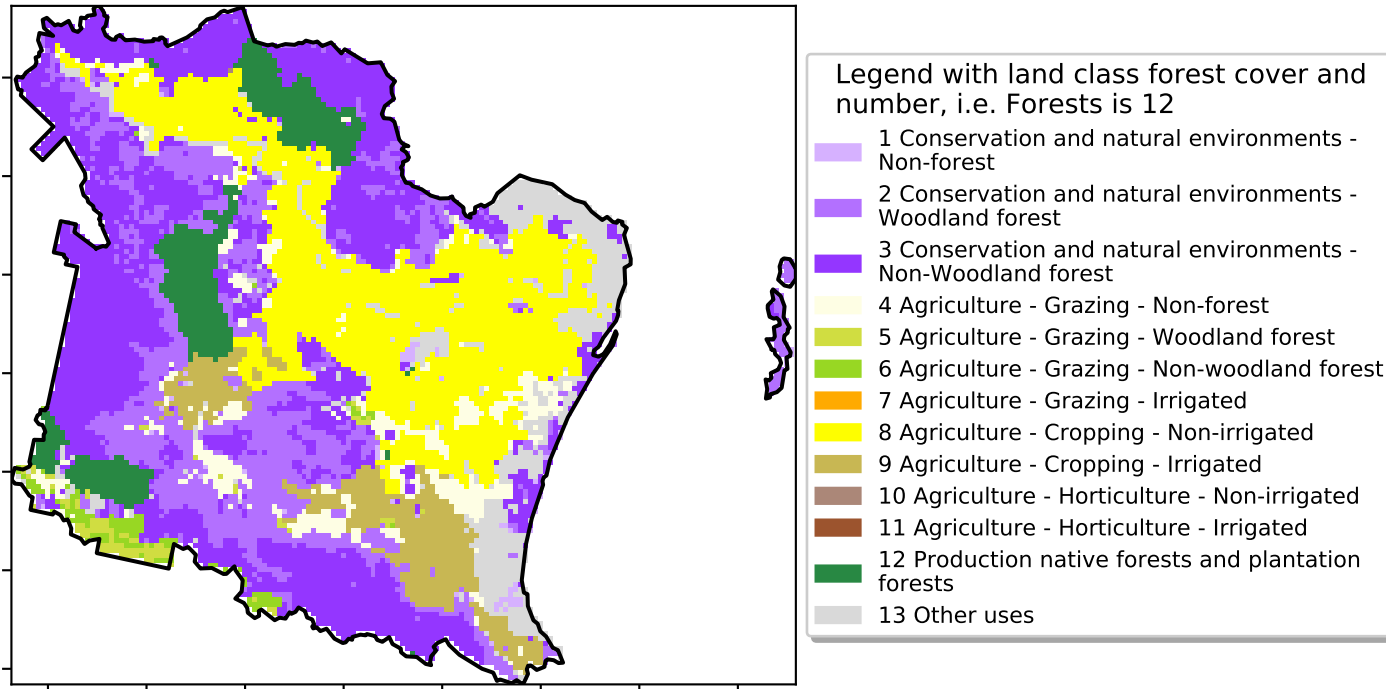 Legend with land class forest cover and
number, i.e. Forests is 12
1 Conservation and natural environments -
Non-forest
2 Conservation and natural environments -
Woodland forest
3 Conservation and natural environments -
Non-Woodland forest
4 Agriculture - Grazing - Non-forest
5 Agriculture - Grazing - Woodland forest
6 Agriculture - Grazing - Non-woodland forest
7 Agriculture - Grazing - Irrigated
8 Agriculture - Cropping - Non-irrigated
9 Agriculture - Cropping - Irrigated
10 Agriculture - Horticulture - Non-irrigated
11 Agriculture - Horticulture - Irrigated
12 Production native forests and plantation
forests
13 Other uses